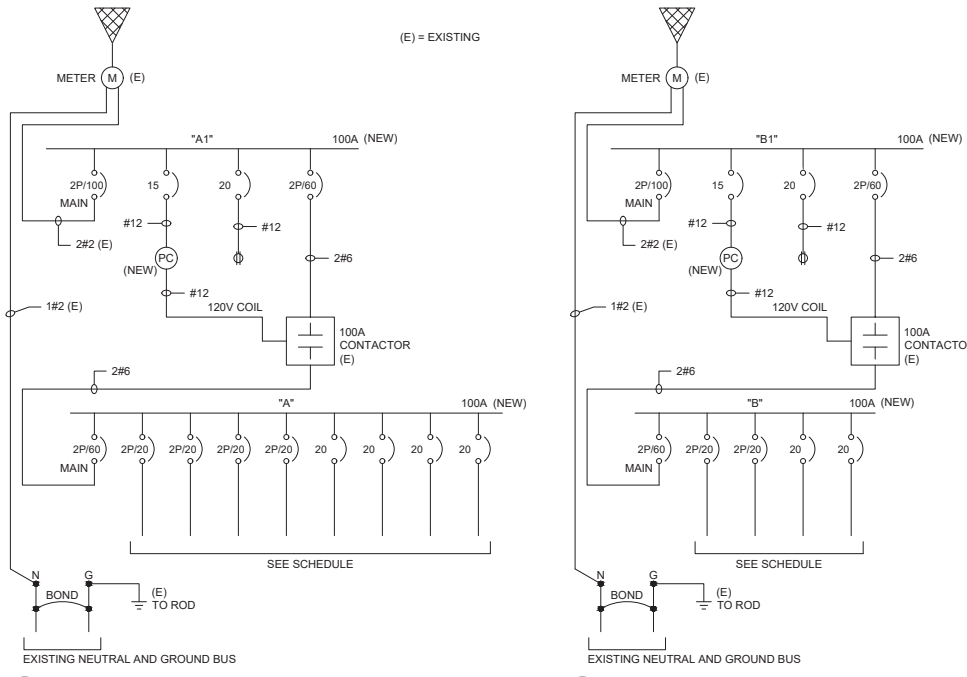 (E) = EXISTING
METER M (E)
"A1" 100A (NEW)
2P/100 15 20 2P/60
MAIN
#12 #12
2#2 (E)
PC
(NEW)
2#6
#12
1#2 (E)
120V COIL
100A
CONTACTOR
(E)
2#6
"A" 100A (NEW)
2P/60 2P/20 2P/20 2P/20 2P/20 20 20 20 20
MAIN
SEE SCHEDULE
N G
BOND
(E)
TO ROD
EXISTING NEUTRAL AND GROUND BUS
METER M (E)
"B1" 100A (NEW)
2P/100 15 20 2P/60
MAIN
#12 #12
2#2 (E)
PC
(NEW)
2#6
#12
1#2 (E)
120V COIL
100A
CONTACTO
(E)
2#6
"B" 100A (NEW)
2P/60 2P/20 2P/20 20 20
MAIN
SEE SCHEDULE
N G
BOND
(E)
TO ROD
EXISTING NEUTRAL AND GROUND BUS